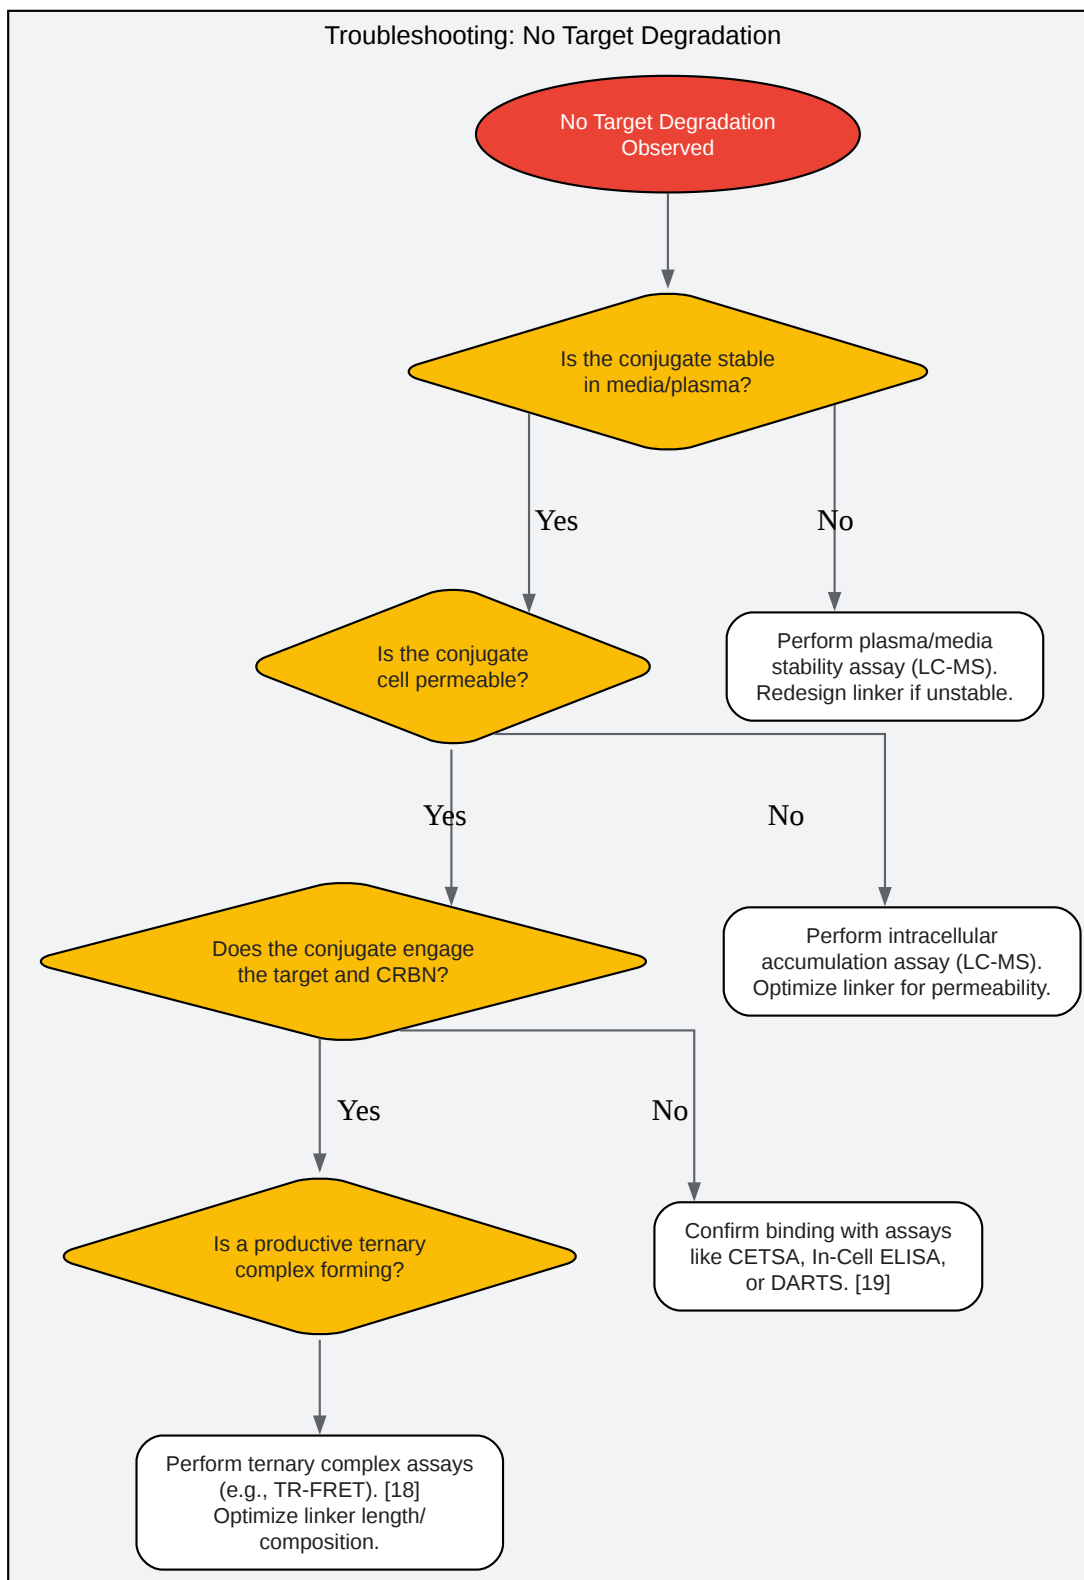 Troubleshooting: No Target Degradation
No Target Degradation
Observed
Is the conjugate stable
in media/plasma?
Yes
No
Is the conjugate
cell permeable?
Perform plasma/media
stability assay (LC-MS).
Redesign linker if unstable.
Yes
No
Does the conjugate engage
the target and CRBN?
Perform intracellular
accumulation assay (LC-MS).
Optimize linker for permeability.
Yes
No
Is a productive ternary
complex forming?
Confirm binding with assays
like CETSA, In-Cell ELISA,
or DARTS. [19]
Perform ternary complex assays
(e.g., TR-FRET). [18]
Optimize linker length/
composition.